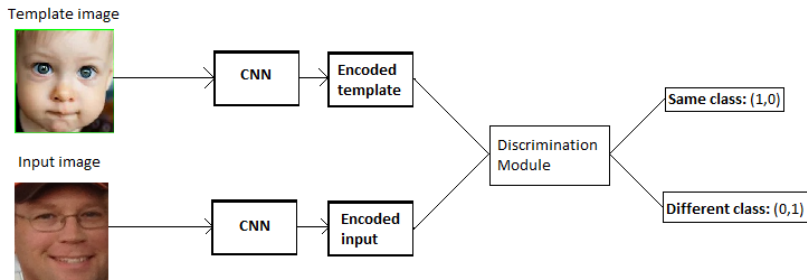 Template image
CNN
Encoded
template
Same class: (1,0)
Discrimination
Module
Input image
CNN
Encoded
input
Different class: (0,1)